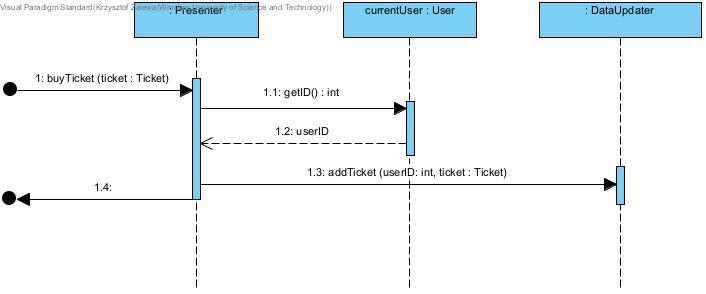 Visual Paradigm Standard(Krzysztof Zalewa(Wroclaw University of Science and Technology))
: Presenter
currentUser : User
: DataUpdater
1: buyTicket (ticket : Ticket)
1.1: getID() : int
1.2: userID
1.3: addTicket (userID: int, ticket : Ticket)
1.4: